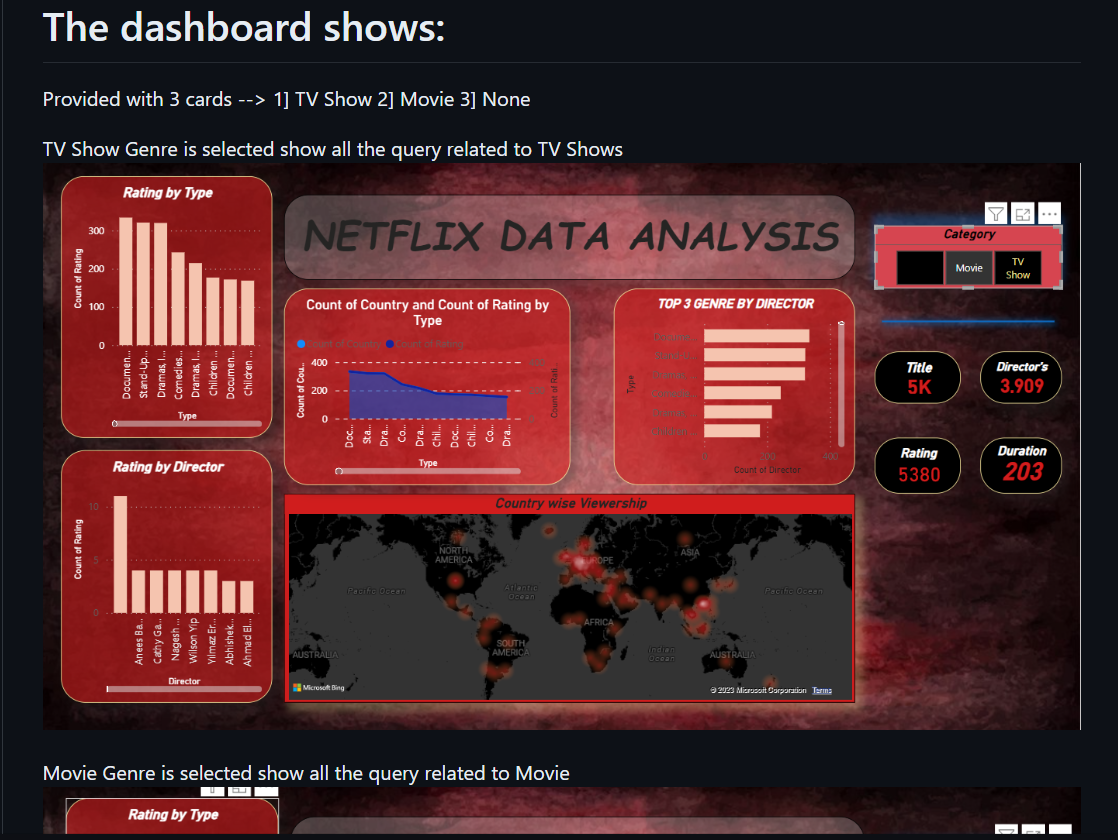 The dashboard shows:
Provided with 3 cards --> 1] TV Show 2] Movie 3] None
TV Show Genre is selected show all the query related to TV Shows
Rating by Type
Count of Rating
300
200
100
0
Documen...
Stand-Up...
Dramas, I...
Comedies...
Dramas, I...
Children ...
Documen...
Children ...
Type
NETFLIX DATA ANALYSIS
Category
Movie
TV
Show
Count of Country and Count of Rating by
Type
Count of Country
Count of Rating
Count of Cou...
400
200
0
Count of Rati...
Doc...
Sta...
Dra...
Co...
Dra...
Chil...
Doc...
Chil...
Co...
Dra...
Type
TOP 3 GENRE BY DIRECTOR
Type
0
200
400
Count of Director
Title
5K
Director's
3.909
Rating
5380
Duration
203
Rating by Director
Count of Rating
10
5
0
Anees Ba...
Cathy Ga...
Nagesh ...
Wilson Yip
Yilmaz Er...
Abhishek...
Ahmad El...
Director
Country wise Viewership
NORTH
AMERICA
EUROPE
ASIA
Pacific Ocean
Atlantic
Ocean
Pacific Ocean
AFRICA
SOUTH
AMERICA
Indian
Ocean
AUSTRALIA
AUSTRALIA
Microsoft Bing
© 2023 Microsoft Corporation Terms
Movie Genre is selected show all the query related to Movie
Rating by Type